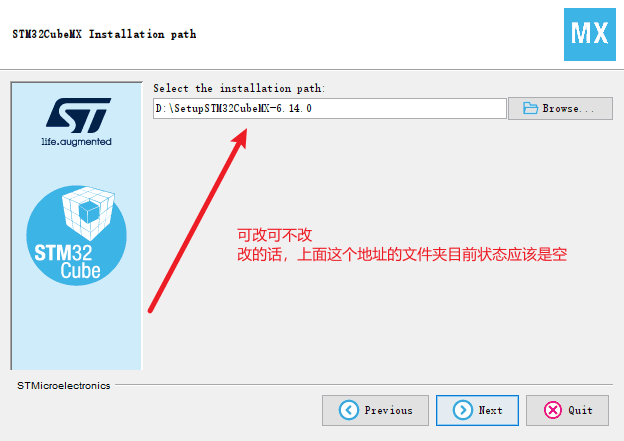 STM32CubeMX Installation path
MX
Select the installation path:
D:\SetupSTM32CubeMX-6.14.0
Browse...
ST
life.augmented
可改可不改
改的话，上面这个地址的文件夹目前状态应该是空
STM32
Cube
STMicroelectronics
Previous
Next
Quit